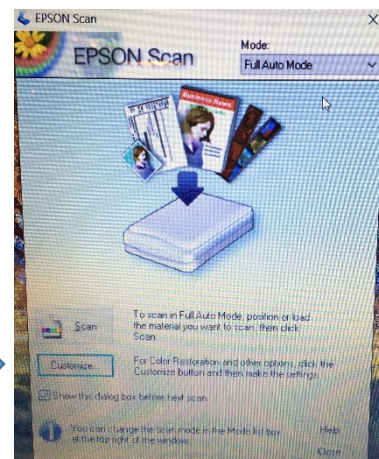 EPSON Scan
EPSON Scan
Mode:
Full Auto Mode
Business News
Scan
To scan in Full Auto Mode, position or load
the material you want to scan, then click
Scan.
Customize...
For Color Restoration and other options, click the
Customize button and then make the settings.
Show this dialog box before next scan
You can change the scan mode in the Mode list box
at the top right of the window.
Help
Close